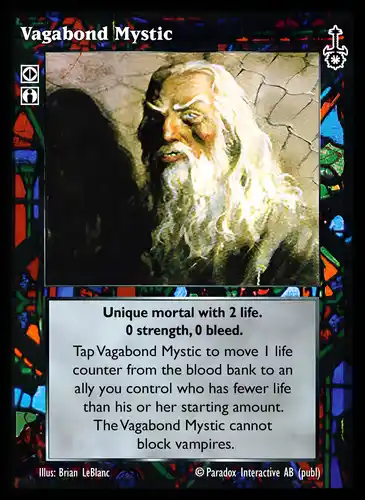 Vagabond Mystic
Unique mortal with 2 life.
0 strength, 0 bleed.
Tap Vagabond Mystic to move 1 life
counter from the blood bank to an
ally you control who has fewer life
than his or her starting amount.
The Vagabond Mystic cannot
block vampires.
Illus: Brian LeBlanc
© Paradox Interactive AB (publ)